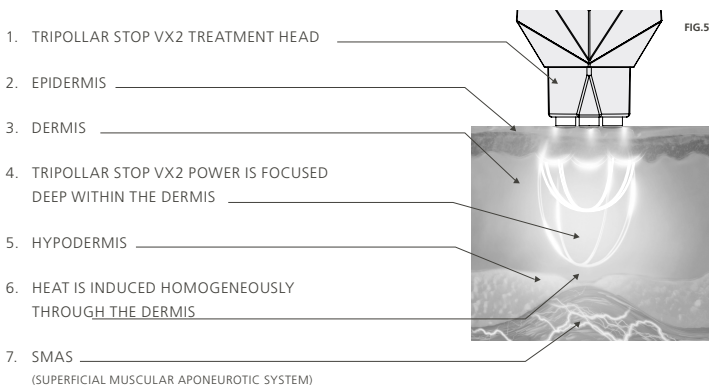 FIG.5
1. TRIPOLLAR STOP VX2 TREATMENT HEAD
2. EPIDERMIS
3. DERMIS
4. TRIPOLLAR STOP VX2 POWER IS FOCUSED
DEEP WITHIN THE DERMIS
5. HYPODERMIS
6. HEAT IS INDUCED HOMOGENEOUSLY
THROUGH THE DERMIS
7. SMAS
(SUPERFICIAL MUSCULAR APONEUROTIC SYSTEM)